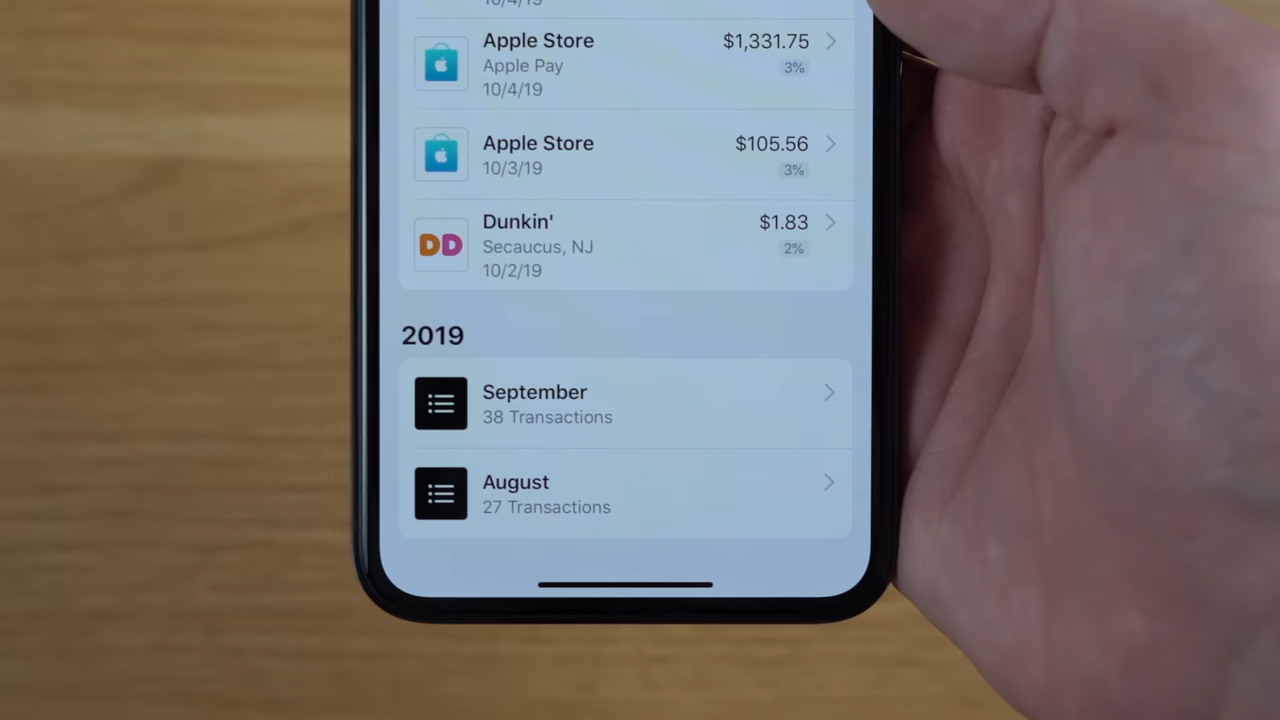 10/4/19
Apple Store $1,331.75
Apple Pay 3%
10/4/19
Apple Store $105.56
10/3/19 3%
DD
Dunkin' $1.83
Secaucus, NJ 2%
10/2/19
2019
September
38 Transactions
August
27 Transactions